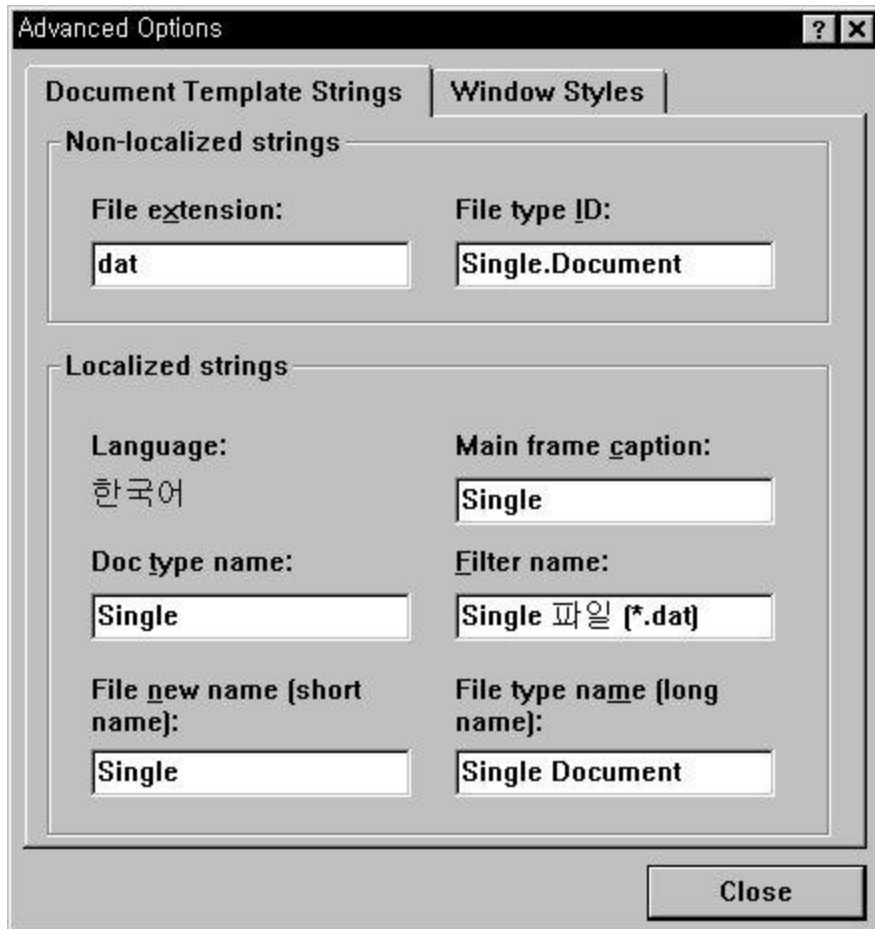 Advanced Options
Document Template Strings Window Styles
Non-localized strings
File extension: File type ID:
dat Single.Document
Localized strings
Language: Main frame caption:
한국어 Single
Doc type name: Filter name:
Single Single 파일 (*.dat)
File new name (short name): File type name (long name):
Single Single Document
Close